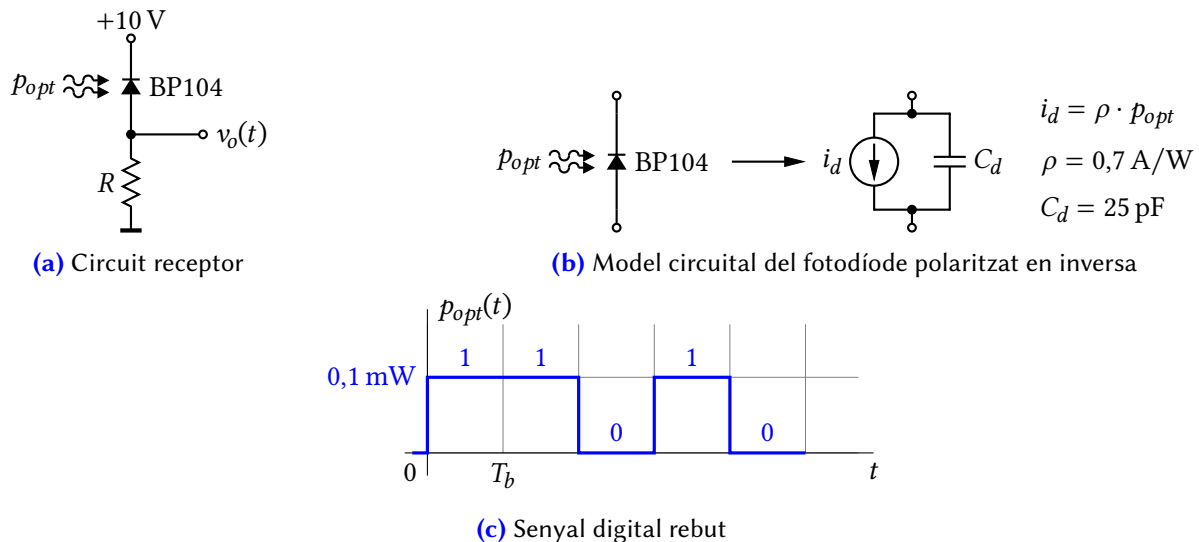 +10 V
p_opt
BP104
v_o(t)
R
(a) Circuit receptor
p_opt
BP104
i_d
C_d
i_d = ρ · p_opt
ρ = 0,7 A/W
C_d = 25 pF
(b) Model circuital del fotodíode polaritzat en inversa
p_opt(t)
1 1 1
0,1 mW
0 0
0 T_b t
(c) Senyal digital rebut